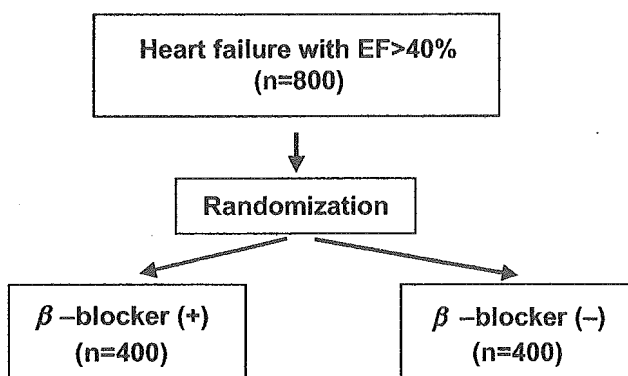 Heart failure with EF>40%
(n=800)
Randomization
β –blocker (+)
(n=400)
β –blocker (–)
(n=400)